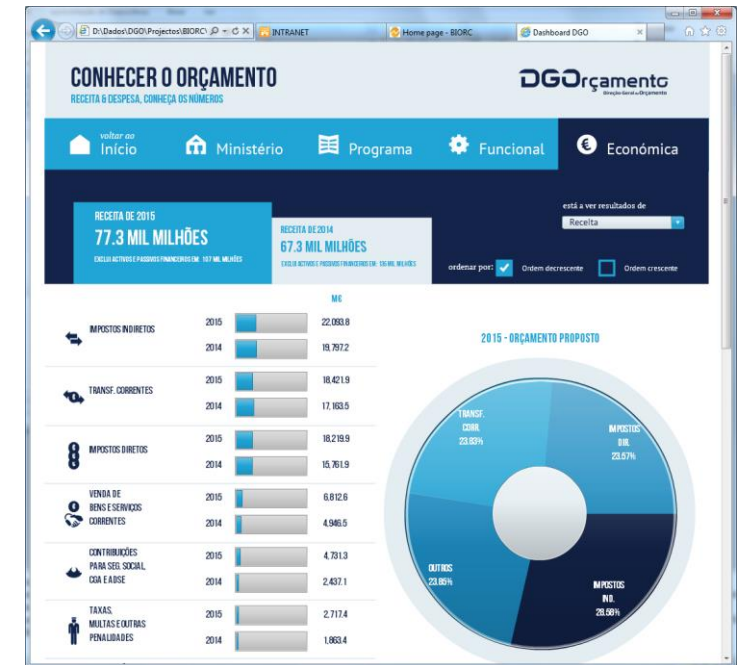 D:\Dados\DGO\Projectos\BIORC\
INTRANET
Home page - BIORC
Dashboard DGO
CONHECER O ORÇAMENTO
RECEITA & DESPESA, CONHEÇA OS NÚMEROS
DGOrçamento
Direção-Geral do Orçamento
voltar ao
Início
Ministério
Programa
Funcional
Económica
está a ver resultados de
Receita
RECEITA DE 2015
77.3 MIL MILHÕES
EXCLUI ACTIVOS E PASSIVOS FINANCEIROS EM: 107 MIL MILHÕES
RECEITA DE 2014
67.3 MIL MILHÕES
EXCLUI ACTIVOS E PASSIVOS FINANCEIROS EM: MIL MILHÕES
ordenar por: Ordem decrescente Ordem crescente
M€
IMPOSTOS INDIRETOS
2015 22,093.8
2014 19,797.2
TRANSF. CORRENTES
2015 18,421.9
2014 17,163.5
IMPOSTOS DIRETOS
2015 18,219.9
2014 15,761.9
VENDA DE
BENS E SERVIÇOS
CORRENTES
2015 6,812.6
2014 4,946.5
CONTRIBUIÇÕES
PARA SEG. SOCIAL,
CGA E ADSE
2015 4,731.3
2014 2,437.1
TAXAS,
MULTAS E OUTRAS
PENALIDADES
2015 2,717.4
2014 1,863.4
2015 - ORÇAMENTO PROPOSTO
TRANSF.
CORR.
23.83%
IMPOSTOS
DIR.
23.57%
OUTROS
IMPOSTOS
IND.
28.58%